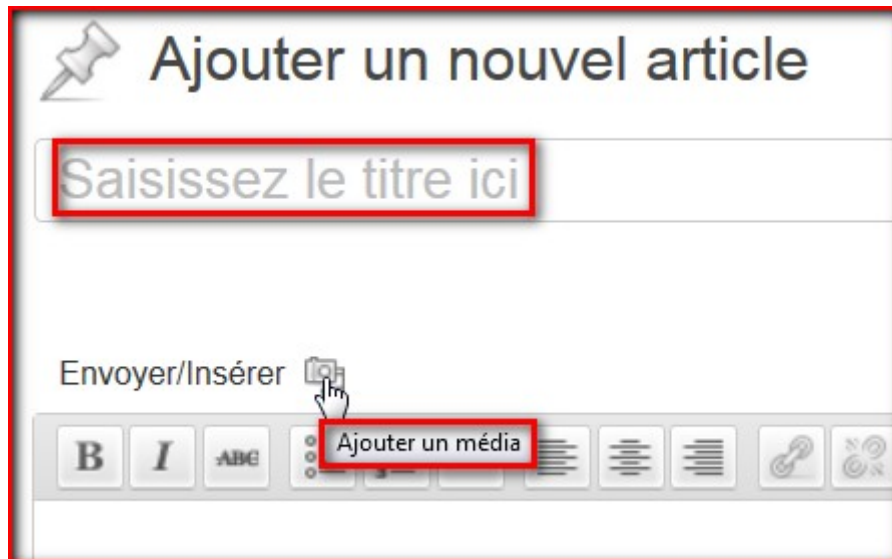 Ajouter un nouvel article
Saisissez le titre ici
Envoyer/Insérer
Ajouter un média
B I ABC